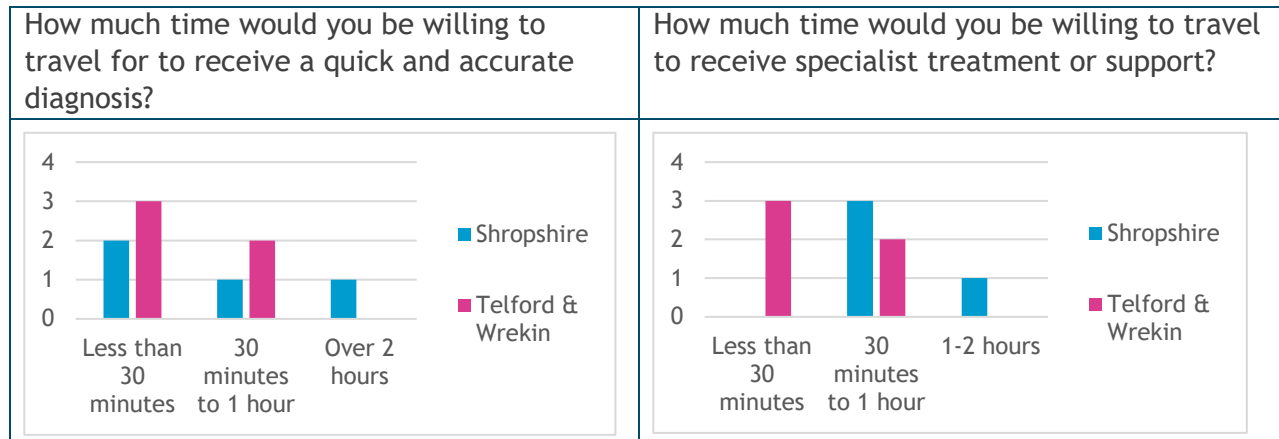 How much time would you be willing to
travel for to receive a quick and accurate
diagnosis?
How much time would you be willing to travel
to receive specialist treatment or support?
4
3
2
1
0
Less than
30
minutes
30
minutes
to 1 hour
Over 2
hours
Shropshire
Telford &
Wrekin
4
3
2
1
0
Less than
30
minutes
30
minutes
to 1 hour
1-2 hours
Shropshire
Telford &
Wrekin